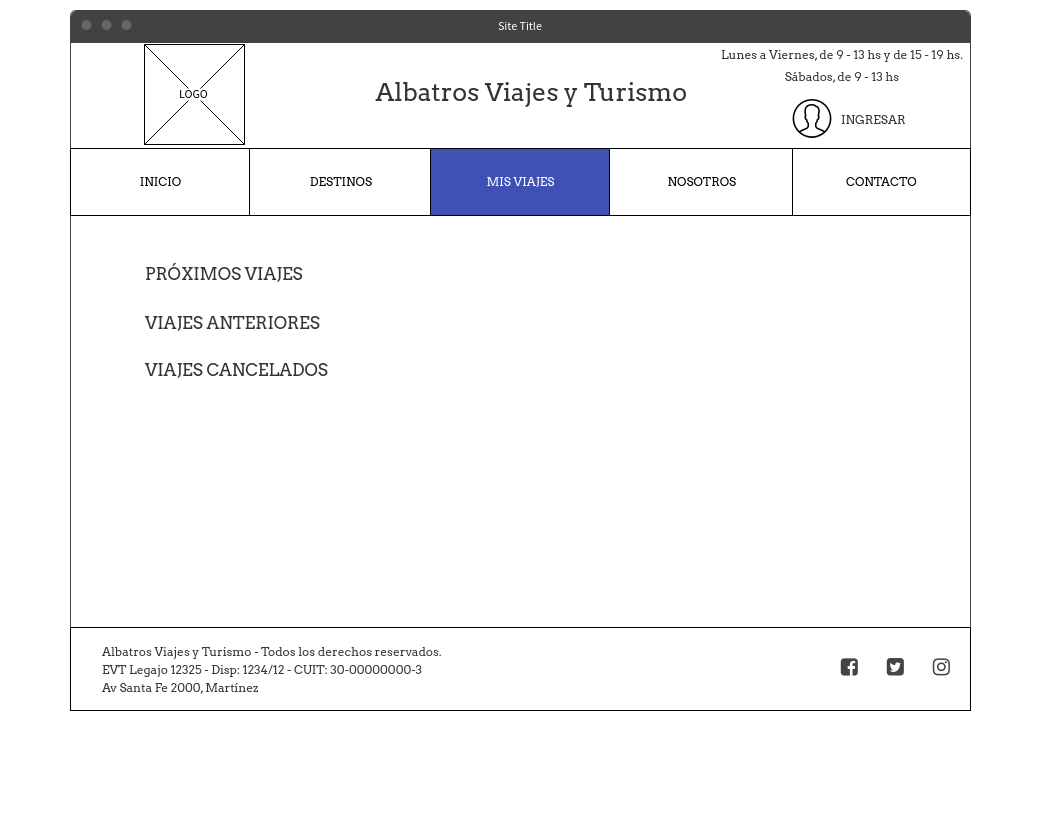 Site Title
LOGO
Albatros Viajes y Turismo
Lunes a Viernes, de 9 - 13 hs y de 15 - 19 hs.
Sábados, de 9 - 13 hs
INGRESAR
INICIO
DESTINOS
MIS VIAJES
NOSOTROS
CONTACTO
PRÓXIMOS VIAJES
VIAJES ANTERIORES
VIAJES CANCELADOS
Albatros Viajes y Turismo - Todos los derechos reservados.
EVT Legajo 12325 - Disp: 1234/12 - CUIT: 30-00000000-3
Av Santa Fe 2000, Martínez